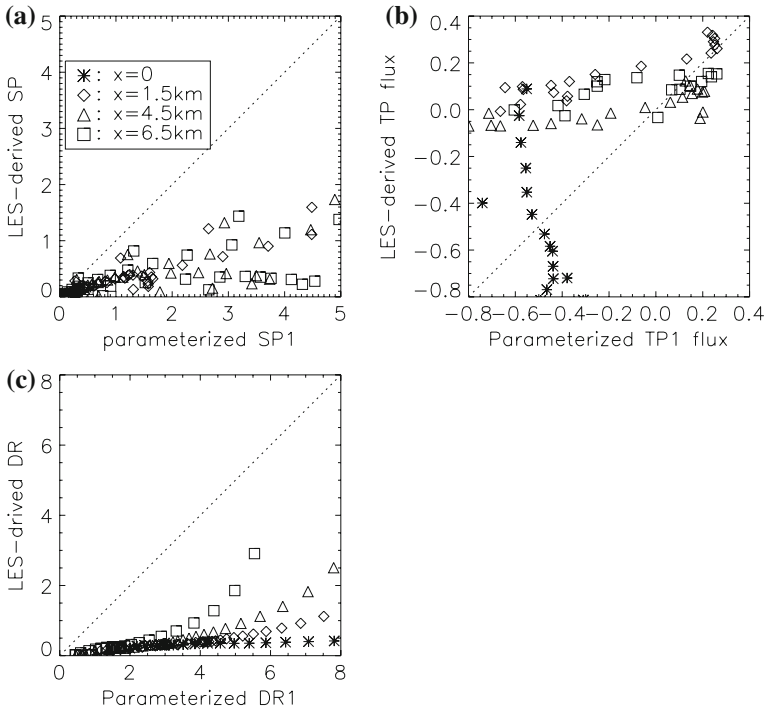 (a)
5
4
3
2
1
0
LES-derived SP
✳: x=0
◇: x=1.5km
△: x=4.5km
□: x=6.5km
0 1 2 3 4 5
parameterized SP1
(b)
0.4
0.2
0.0
-0.2
-0.4
-0.6
-0.8
LES-derived TP flux
-0.8 -0.6 -0.4 -0.2 0.0 0.2 0.4
Parameterized TP1 flux
(c)
8
6
4
2
0
LES-drived DR
0 2 4 6 8
Parameterized DR1